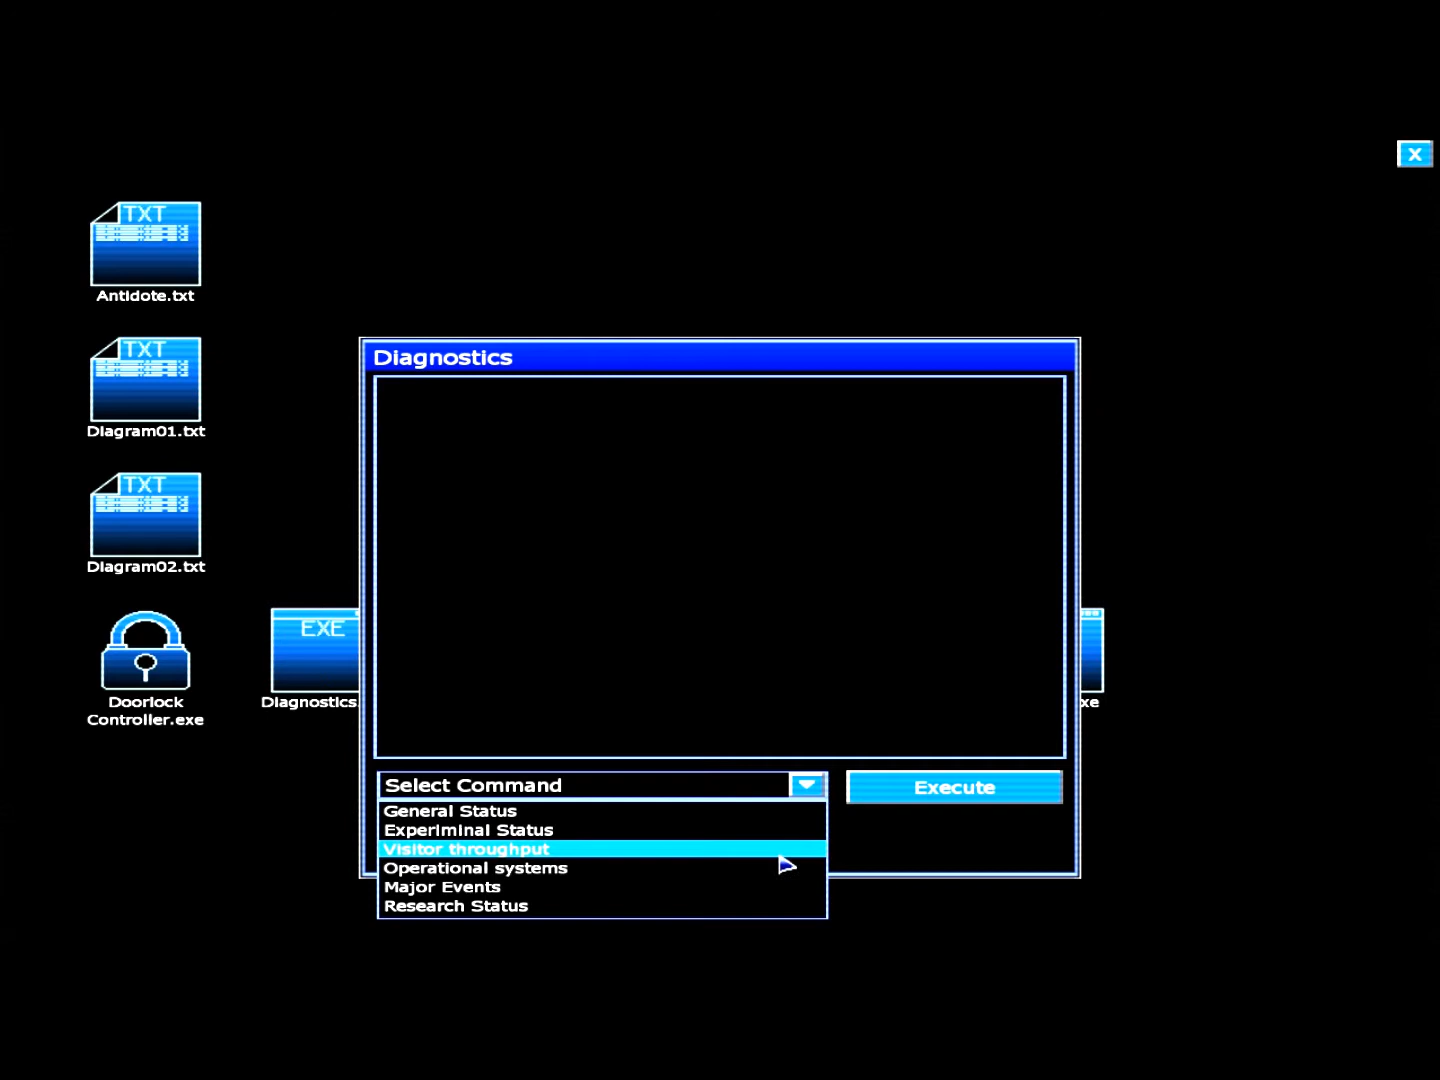 X
TXT
Antidote.txt
TXT
Diagram01.txt
TXT
Diagram02.txt
Doorlock
Controller.exe
EXE
Diagnostics.
xe
Diagnostics
Select Command
Execute
General Status
Experiminal Status
Visitor throughput
Operational systems
Major Events
Research Status